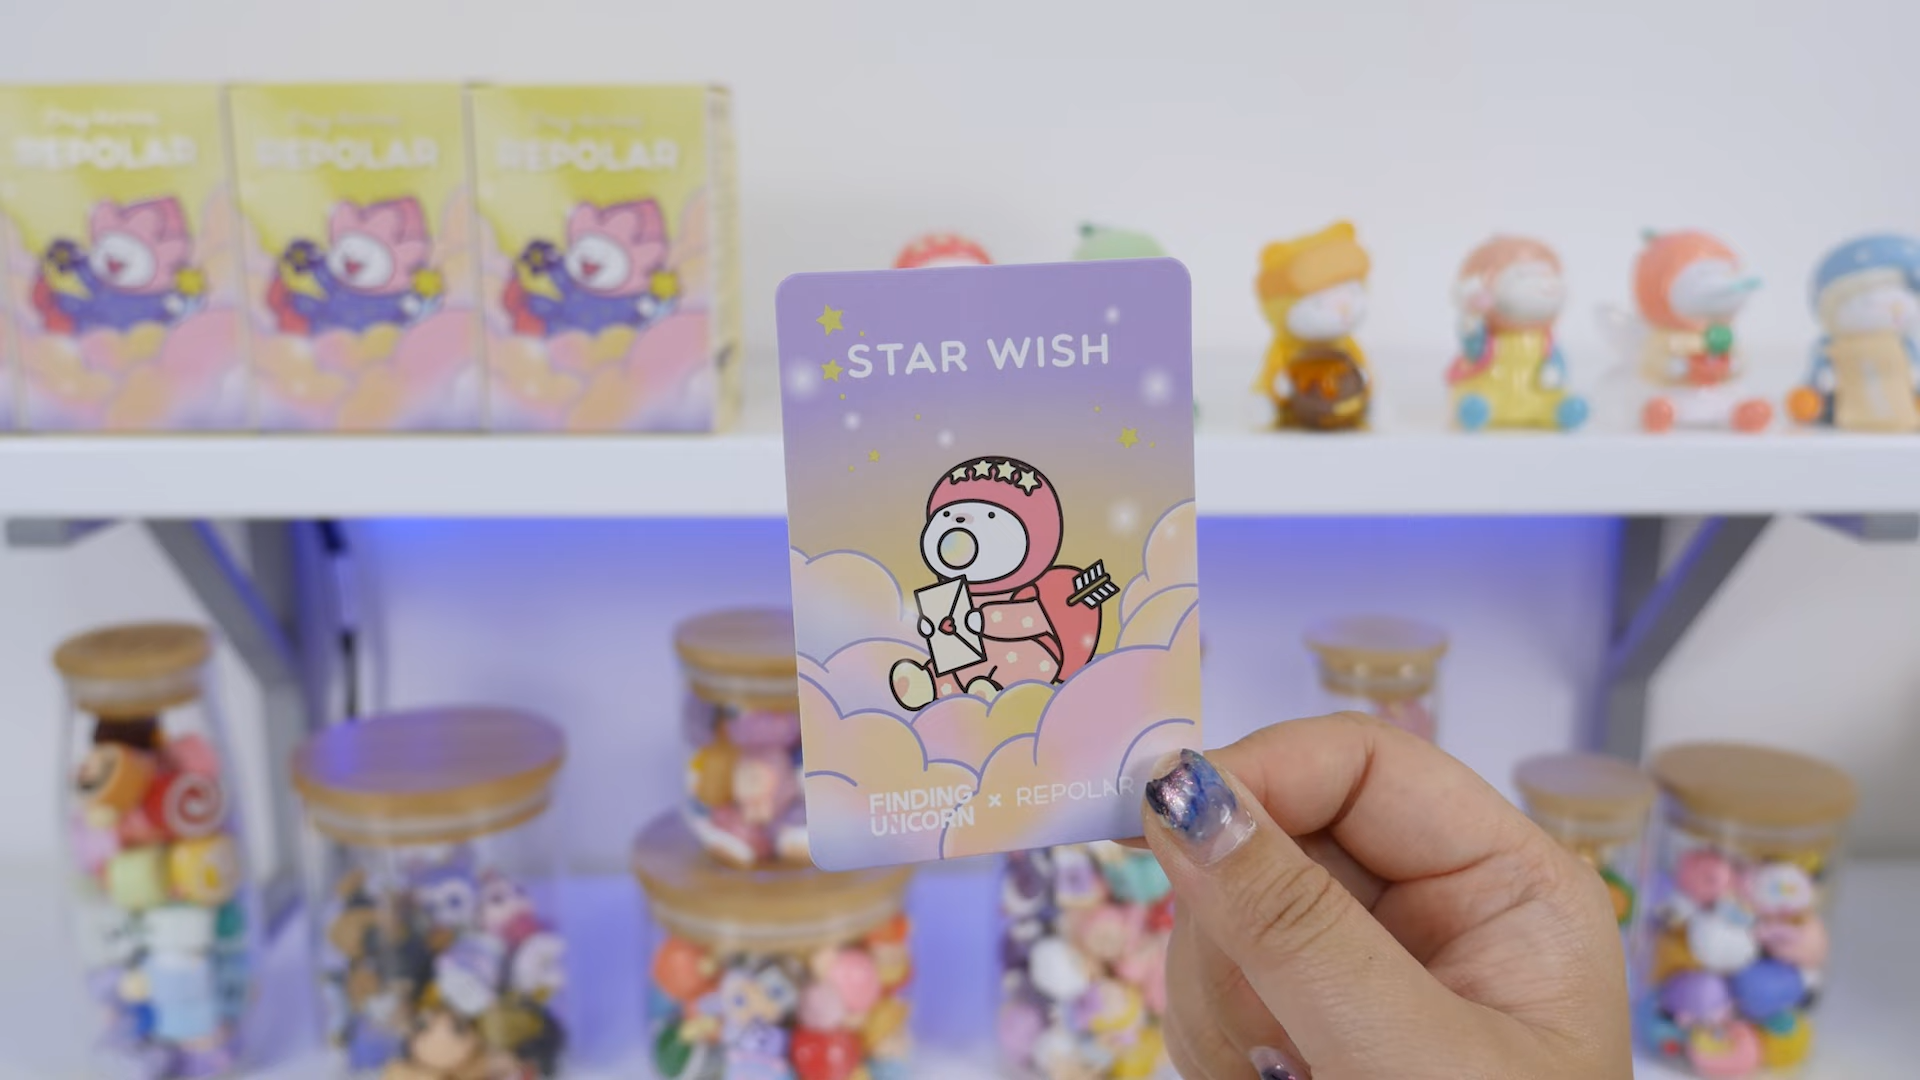 REPOLAR
REPOLAR
REPOLAR
STAR WISH
FINDING
UNICORN
× REPOLAR